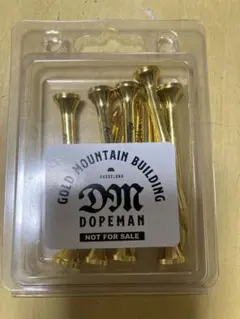 GOLD MOUNTAIN BUILDING
DM
DOPEMAN
NOT FOR SALE